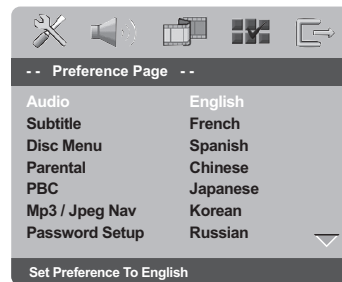 -- Preference Page --
Audio English
Subtitle French
Disc Menu Spanish
Parental Chinese
PBC Japanese
Mp3 / Jpeg Nav Korean
Password Setup Russian
Set Preference To English